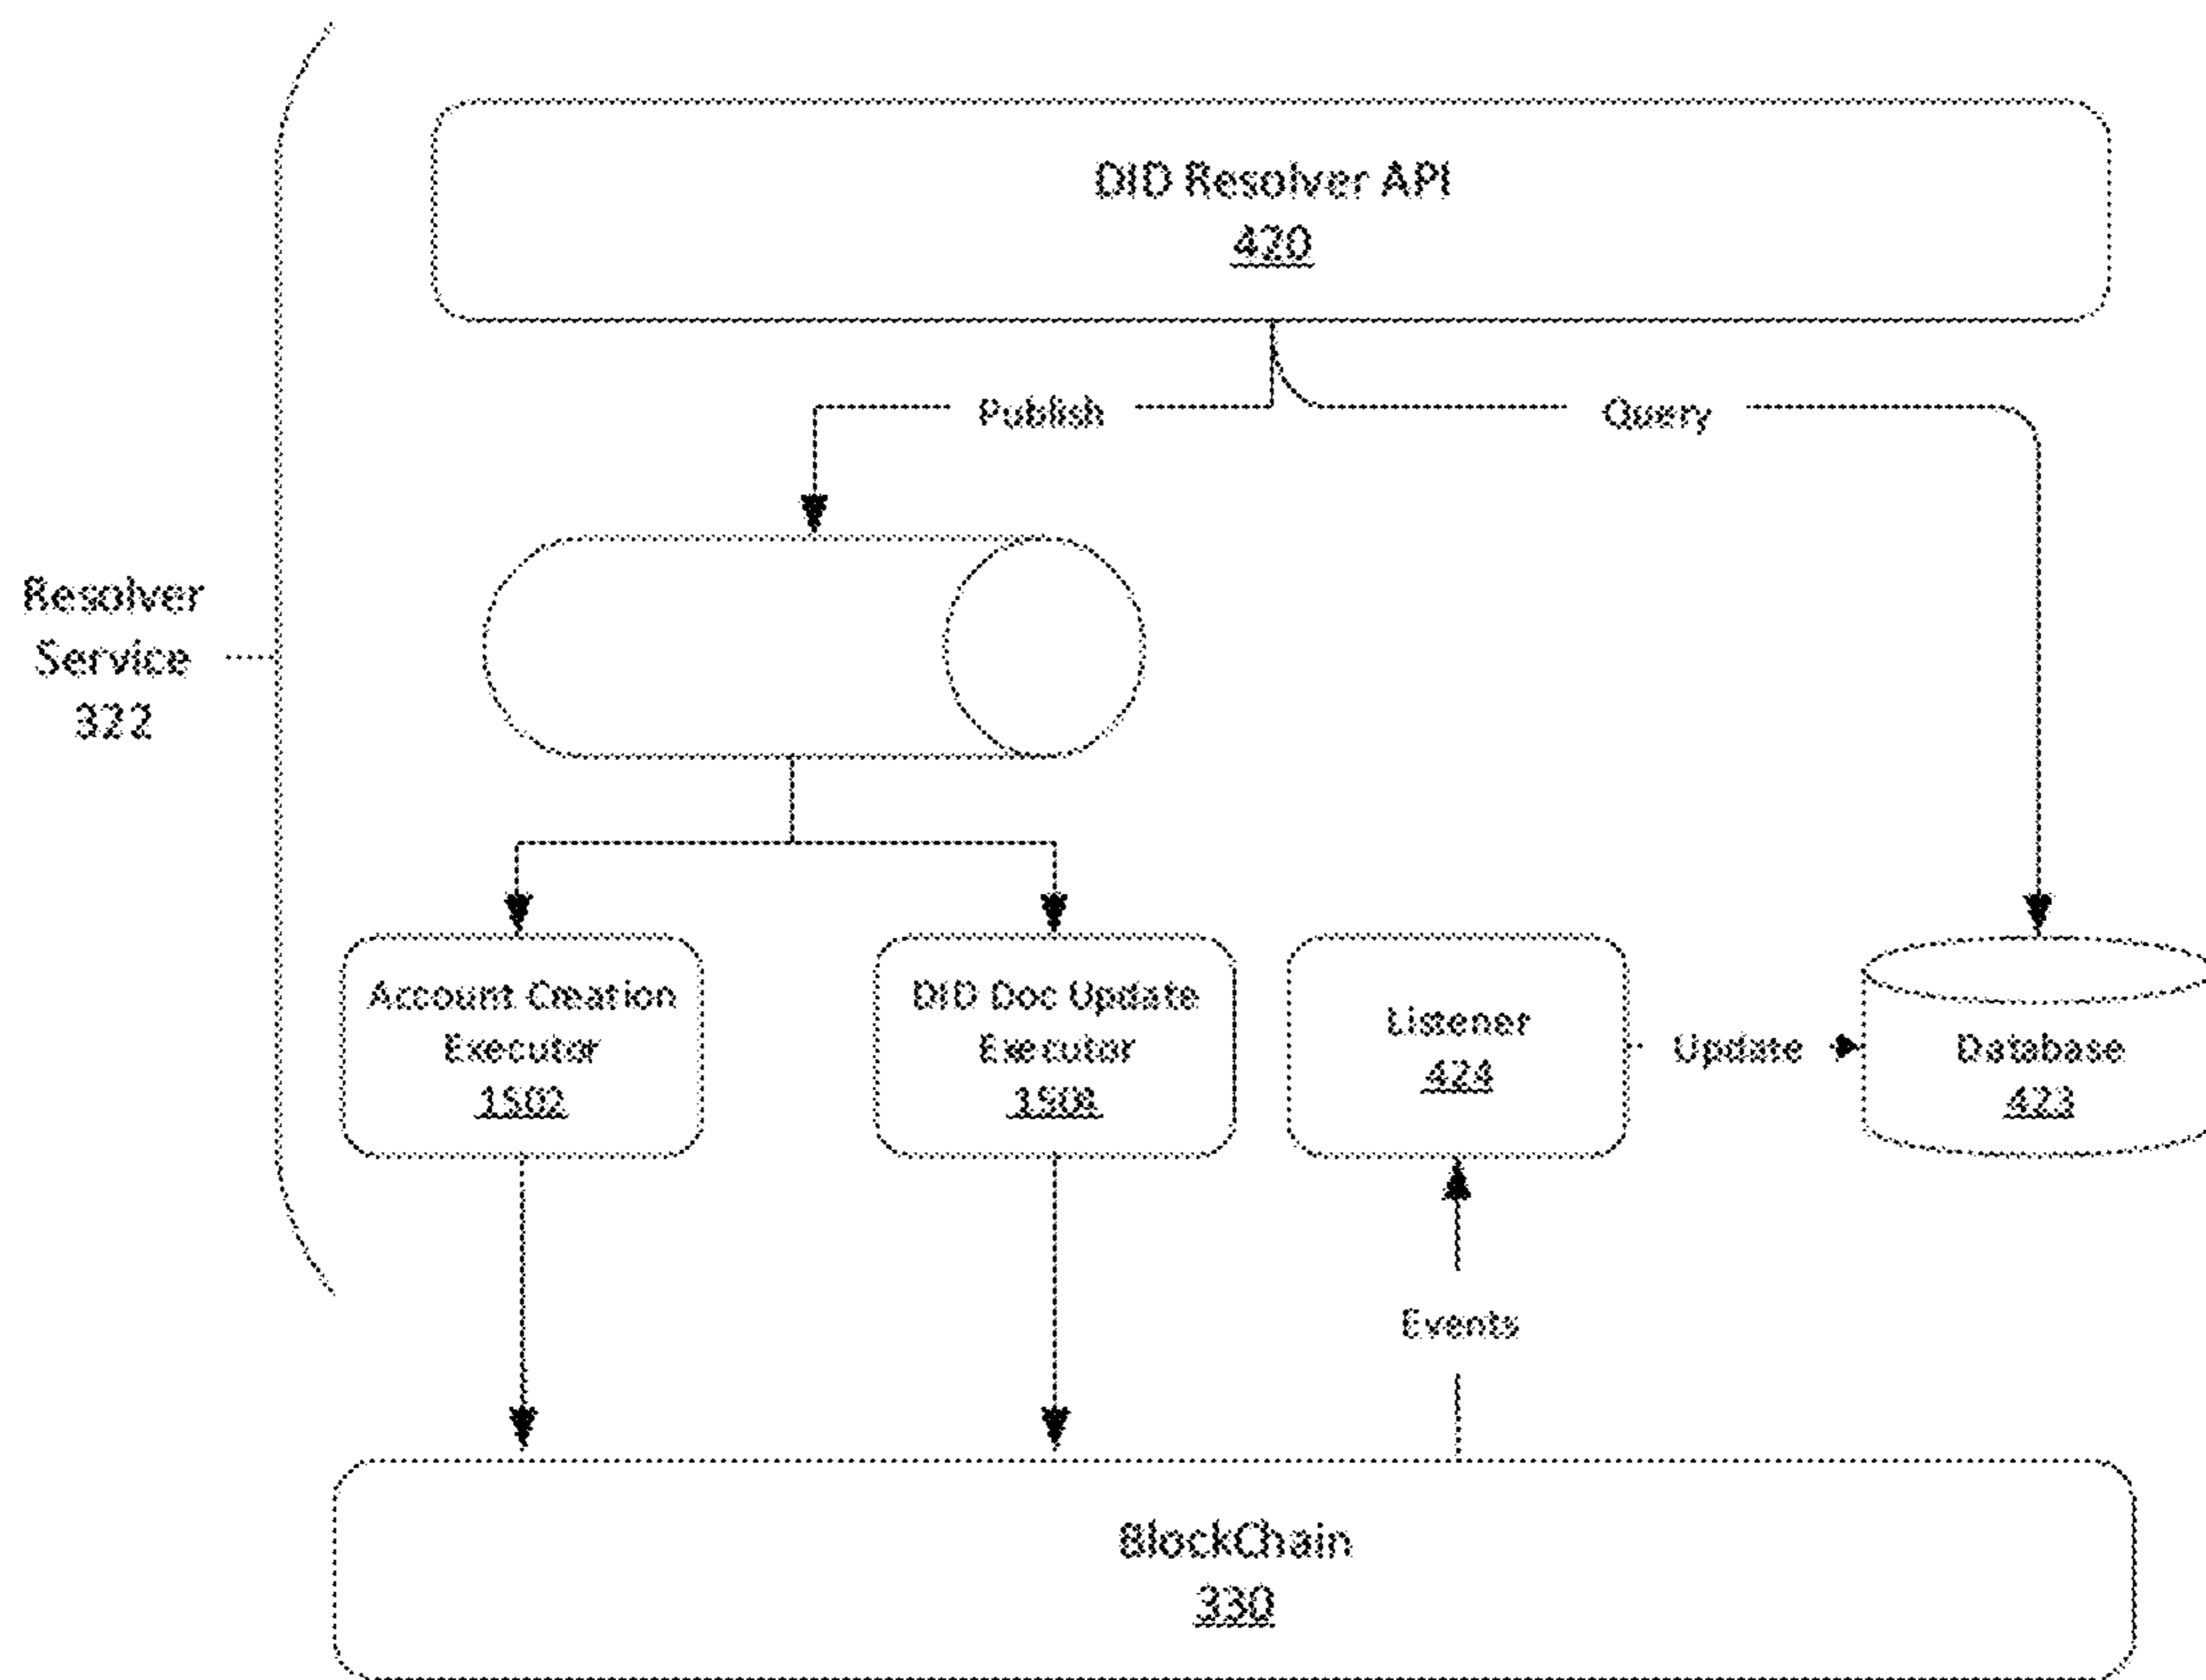 DID Resolver API
420
Publish
Query
Resolver
Service
322
Account Creation
Executor
1502
DID Doc Update
Executor
Listener
424
Update
Database
423
Events
BlockChain
330